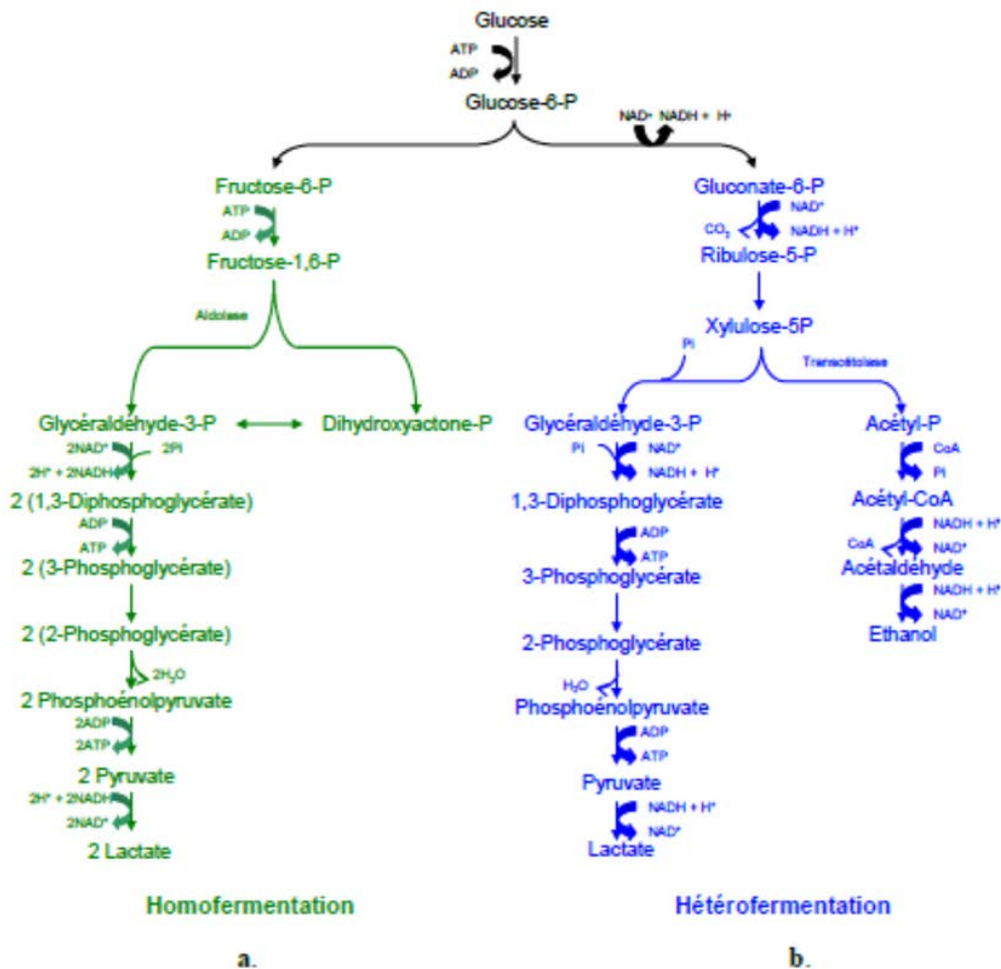 Glucose
ATP
ADP
Glucose-6-P
NAD⁺ NADH + H⁺
Fructose-6-P
ATP
ADP
Fructose-1,6-P
Aldolase
Glycéraldéhyde-3-P
Dihydroxyactone-P
2NAD⁺
2Pi
2H⁺ + 2NADH
2 (1,3-Diphosphoglycérate)
ADP
ATP
2 (3-Phosphoglycérate)
2 (2-Phosphoglycérate)
2H₂O
2 Phosphoénolpyruvate
2ADP
2ATP
2 Pyruvate
2H⁺ + 2NADH
2NAD⁺
2 Lactate
Homofermentation
a.
Gluconate-6-P
NAD⁺
CO₂
NADH + H⁺
Ribulose-5-P
Xylulose-5P
Pi
Transcétolase
Glycéraldéhyde-3-P
Pi
NAD⁺
NADH + H⁺
1,3-Diphosphoglycérate
ADP
ATP
3-Phosphoglycérate
2-Phosphoglycérate
H₂O
Phosphoénolpyruvate
ADP
ATP
Pyruvate
NADH + H⁺
NAD⁺
Lactate
Acétyl-P
CoA
Pi
Acétyl-CoA
NADH + H⁺
CoA
NAD⁺
Acétaldéhyde
NADH + H⁺
NAD⁺
Ethanol
Hétérofermentation
b.